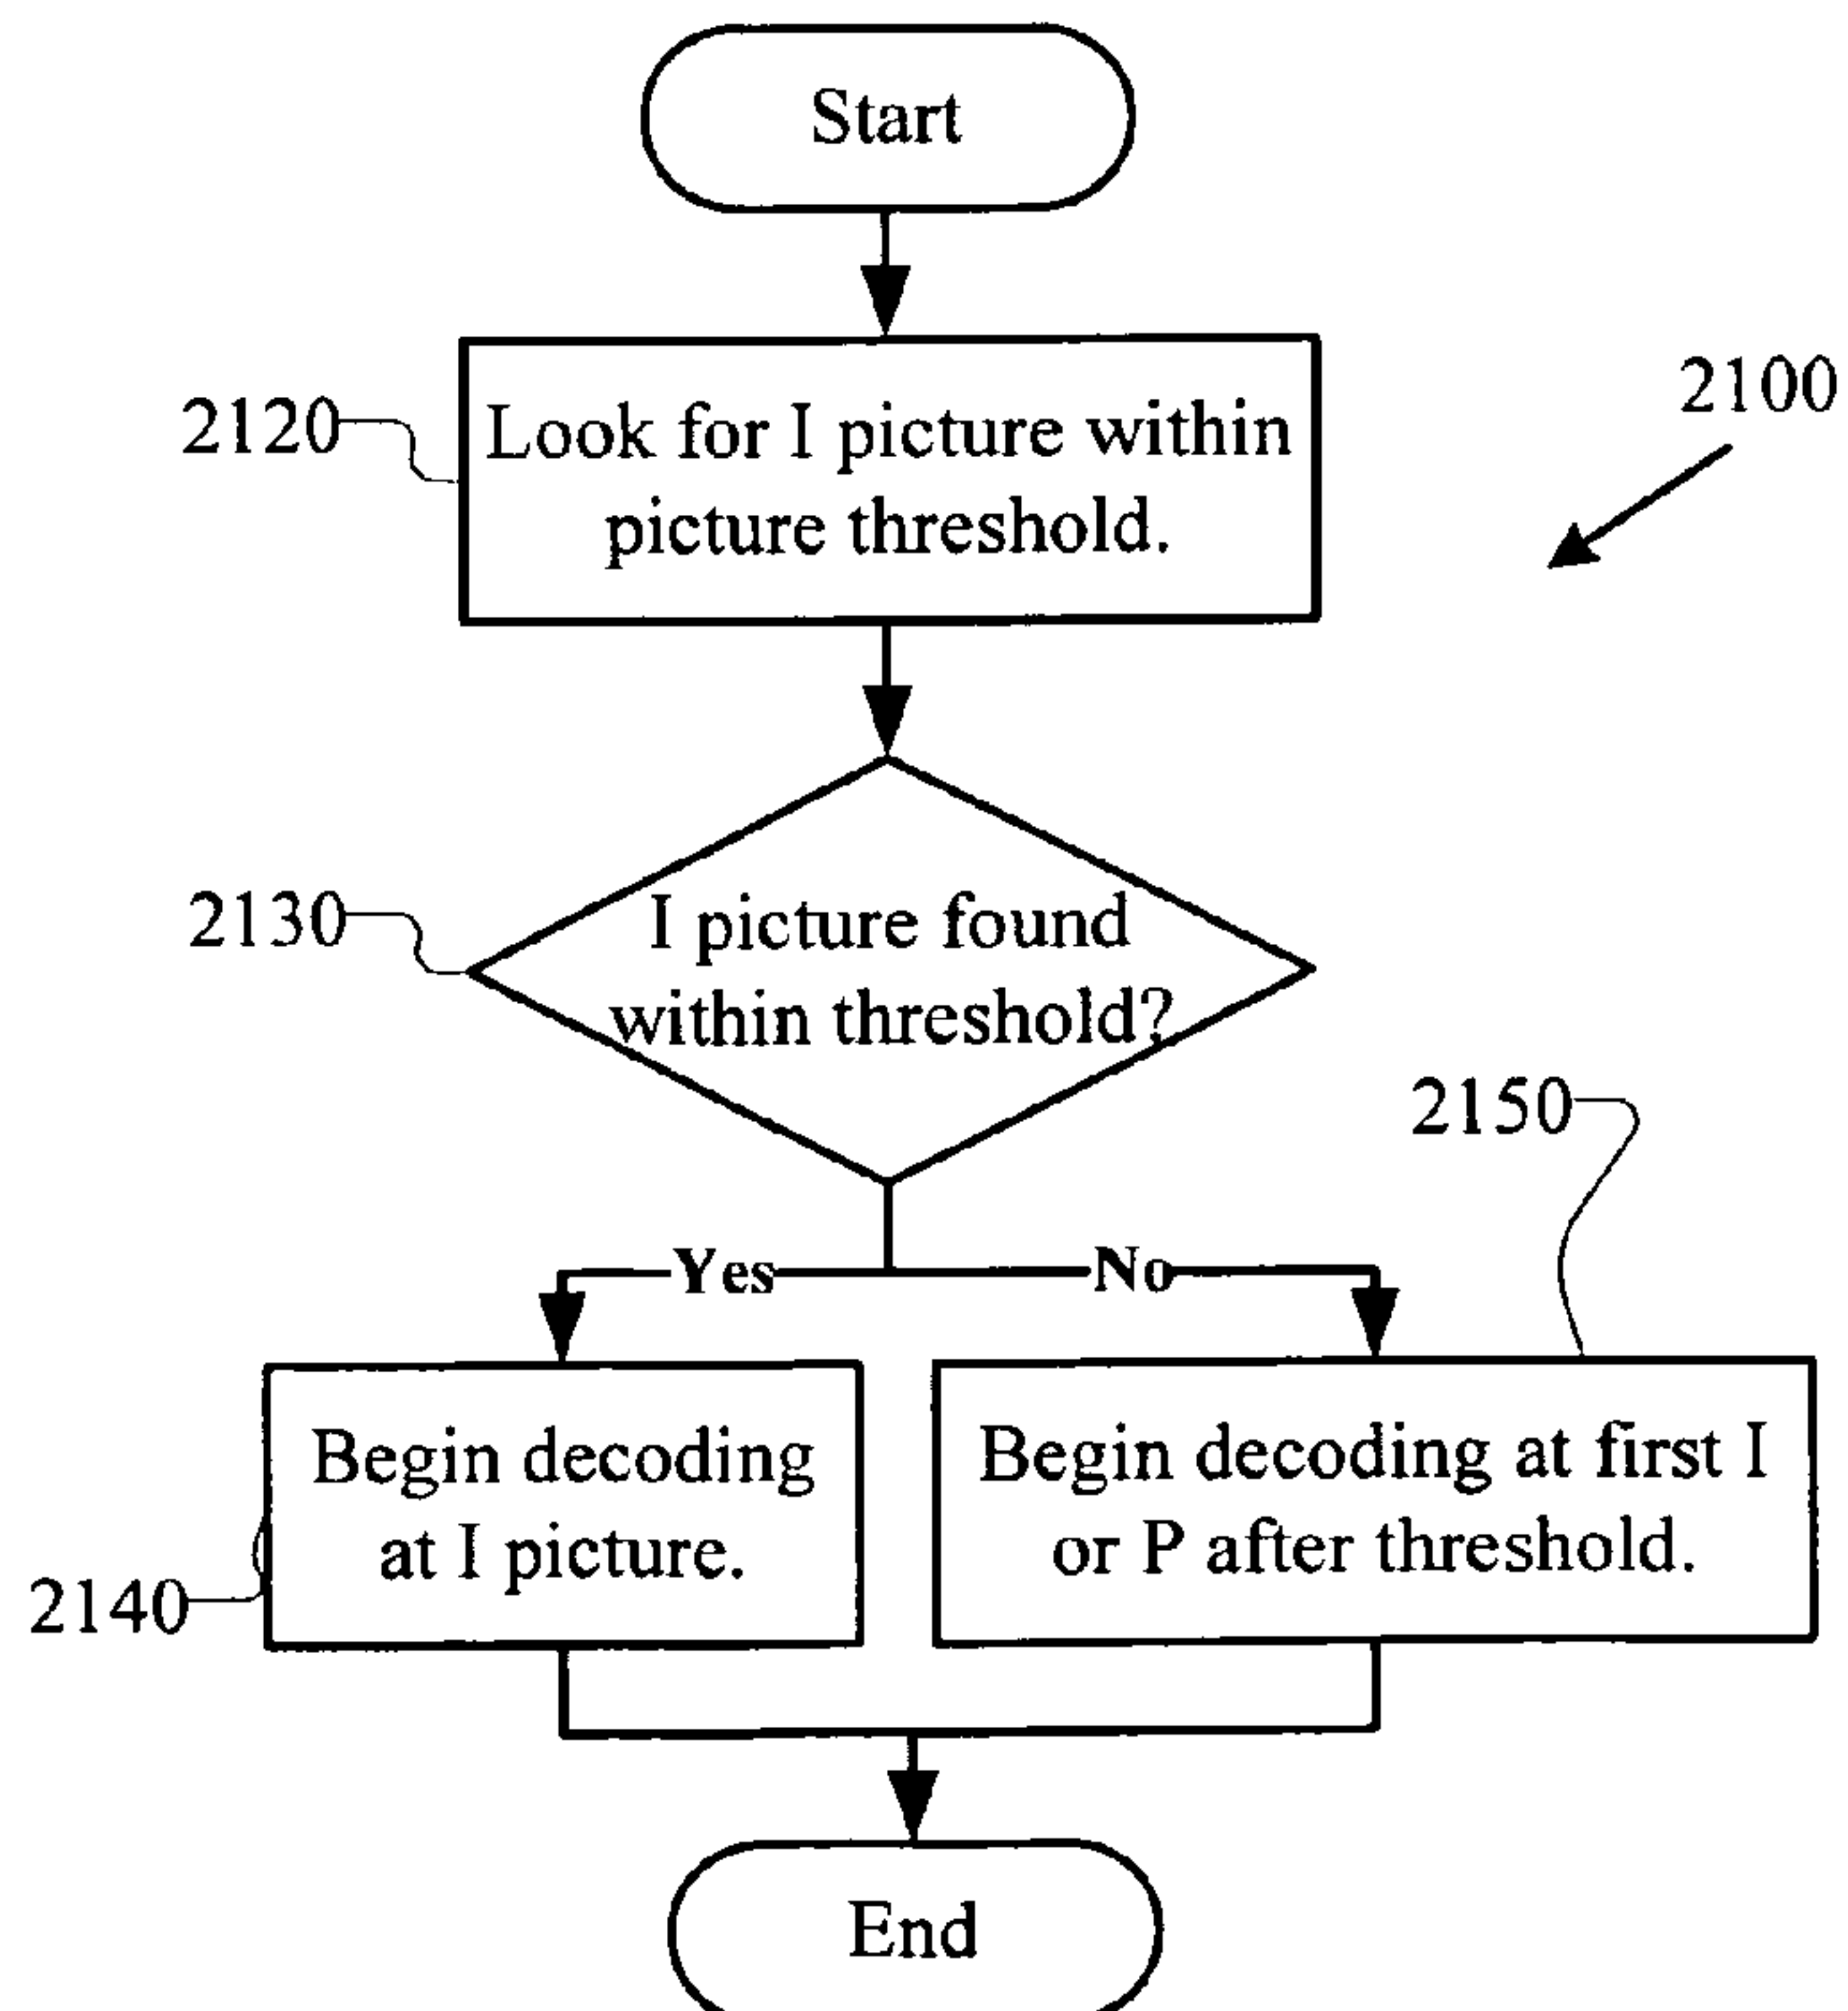 Start
2100
2120
Look for I picture within
picture threshold.
2130
I picture found
within threshold?
2150
Yes
No
Begin decoding
at I picture.
2140
Begin decoding at first I
or P after threshold.
End